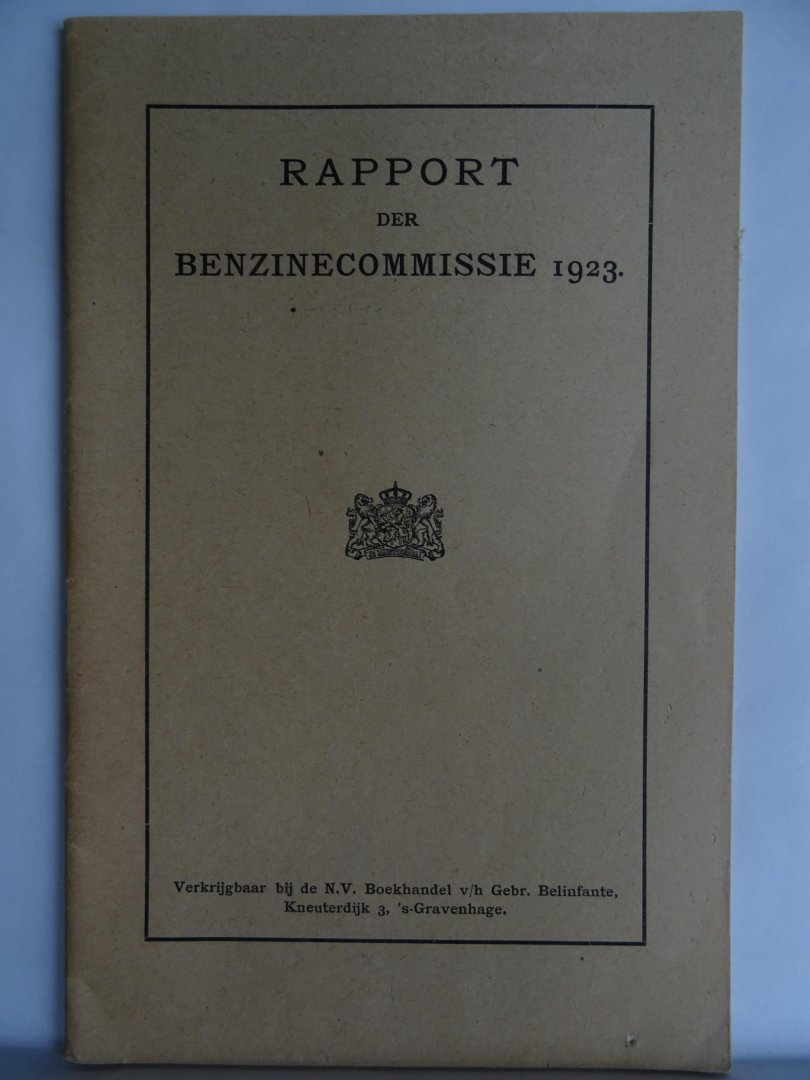 RAPPORT
DER
BENZINECOMMISSIE 1923.
Verkrijgbaar bij de N.V. Boekhandel v/h Gebr. Belinfante,
Kneuterdijk 3, 's-Gravenhage.